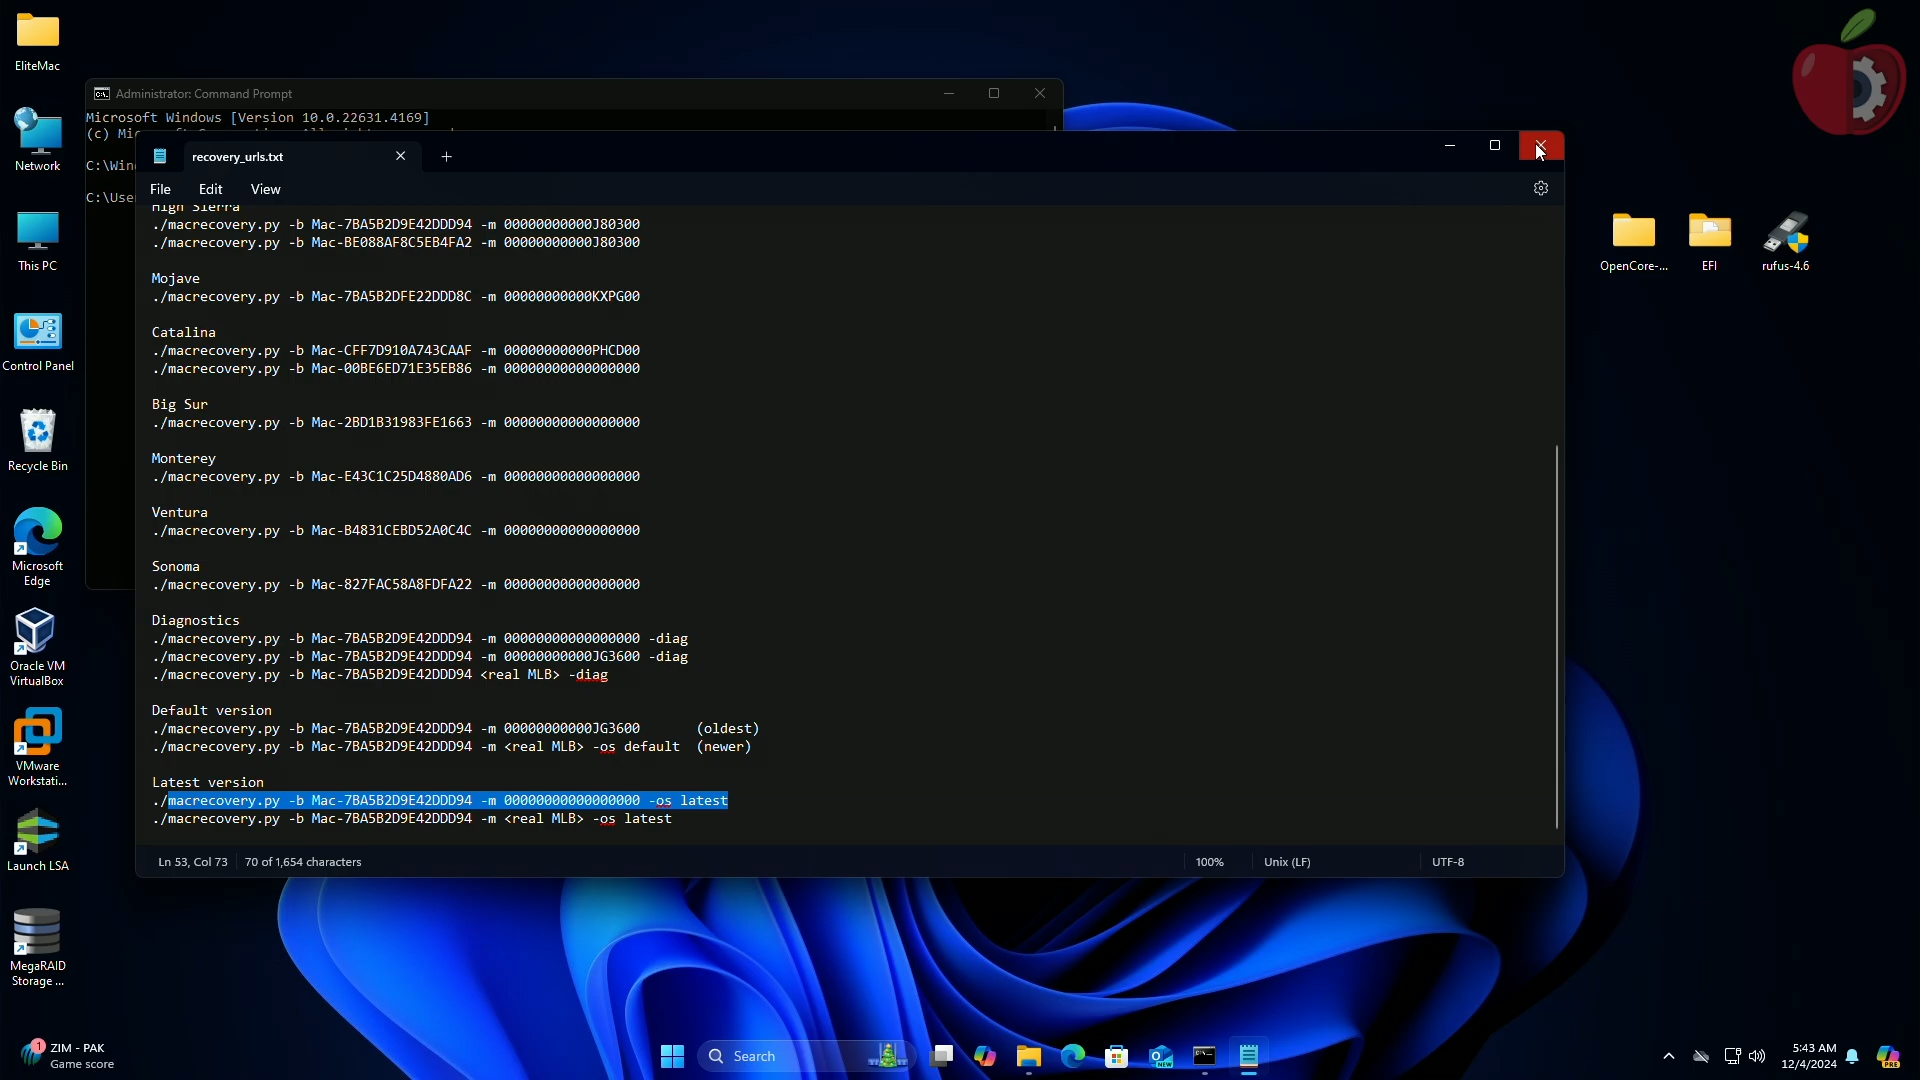 EliteMac
Network
This PC
Control Panel
Recycle Bin
Microsoft
Edge
Oracle VM
VirtualBox
VMware
Workstati...
Launch LSA
MegaRAID
Storage ...
Administrator: Command Prompt
Microsoft Windows [Version 10.0.22631.4169]
(c) Mi
C:\Win
C:\Use
recovery_urls.txt
File
Edit
View
High Sierra
./macrecovery.py -b Mac-7BA5B2D9E42DDD94 -m 00000000000J80300
./macrecovery.py -b Mac-BE088AF8C5EB4FA2 -m 00000000000J80300
Mojave
./macrecovery.py -b Mac-7BA5B2DFE22DDD8C -m 00000000000KXPG00
Catalina
./macrecovery.py -b Mac-CFF7D910A743CAAF -m 00000000000PHCD00
./macrecovery.py -b Mac-00BE6ED71E35EB86 -m 00000000000000000
Big Sur
./macrecovery.py -b Mac-2BD1B31983FE1663 -m 00000000000000000
Monterey
./macrecovery.py -b Mac-E43C1C25D4880AD6 -m 00000000000000000
Ventura
./macrecovery.py -b Mac-B4831CEBD52A0C4C -m 00000000000000000
Sonoma
./macrecovery.py -b Mac-827FAC58A8FDFA22 -m 00000000000000000
Diagnostics
./macrecovery.py -b Mac-7BA5B2D9E42DDD94 -m 00000000000000000 -diag
./macrecovery.py -b Mac-7BA5B2D9E42DDD94 -m 00000000000JG3600 -diag
./macrecovery.py -b Mac-7BA5B2D9E42DDD94 <real MLB> -diag
Default version
./macrecovery.py -b Mac-7BA5B2D9E42DDD94 -m 00000000000JG3600 (oldest)
./macrecovery.py -b Mac-7BA5B2D9E42DDD94 -m <real MLB> -os default (newer)
Latest version
./macrecovery.py -b Mac-7BA5B2D9E42DDD94 -m 00000000000000000 -os latest
./macrecovery.py -b Mac-7BA5B2D9E42DDD94 -m <real MLB> -os latest
Ln 53, Col 73
70 of 1,654 characters
100%
Unix (LF)
UTF-8
OpenCore-...
EFI
rufus-4.6
1
ZIM - PAK
Game score
Search
NEW
5:43 AM
12/4/2024
PRE